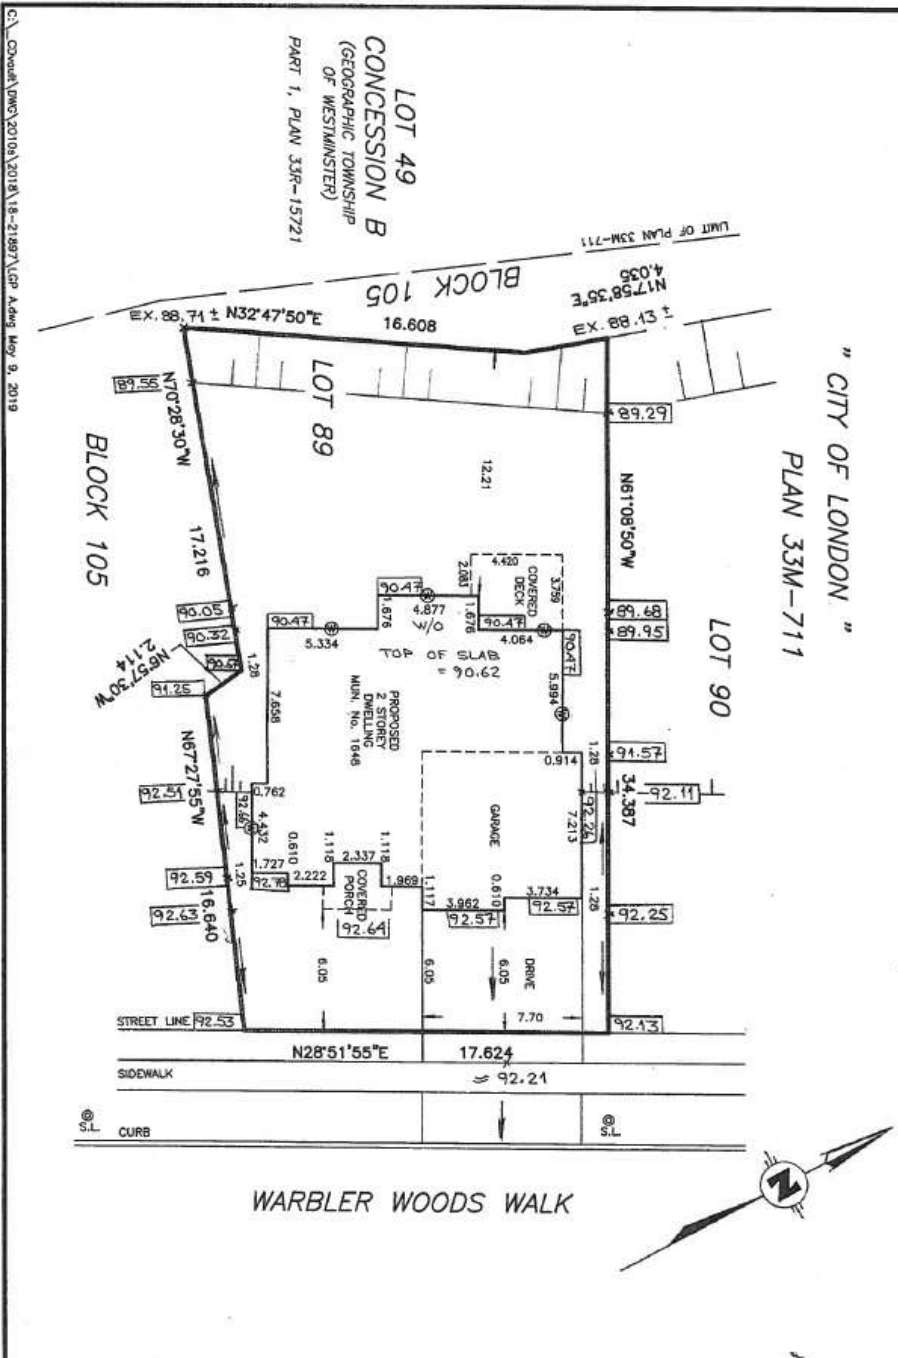 C:\_CDvault\DWG\2010s\2018\18-21897\LGP A.dwg May 9, 2019
LOT 49
CONCESSION B
(GEOGRAPHIC TOWNSHIP
OF WESTMINSTER)
PART 1, PLAN 33R-15721
LIMIT OF PLAN 33M-711
BLOCK 105
N17°58'35"E
4.035
EX. 88.71 ± N32°47'50"E
16.608
EX. 88.13 ±
" CITY OF LONDON "
PLAN 33M-711
LOT 89
89.55
89.29
N70°28'30"W
BLOCK 105
12.21
N61°08'50"W
17.216
LOT 90
4.420
3.759
COVERED
DECK
2.083
90.47
4.877
W/O
1.676
1.676
90.05
90.47
5.334
90.47
4.064
90.47
89.68
89.95
90.32
TOP OF SLAB
= 90.62
N6°57'30"W
2.114
1.28
91.25
7.658
5.994
PROPOSED
2 STOREY
DWELLING
MUN. No. 1646
0.914
1.28
91.57
N67°27'55"W
92.51
0.762
GARAGE
92.26
34.387
92.11
4.432
7.213
0.610
1.118
2.337
1.118
92.59
1.25
1.727
92.78
2.222
COVERED
PORCH
1.969
1.117
0.610
3.734
1.28
92.63
16.640
92.64
3.962
92.57
92.57
92.25
6.05
6.05
6.05
DRIVE
7.70
STREET LINE
92.53
92.13
N28°51'55"E
17.624
SIDEWALK
≈ 92.21
@
S.L.
CURB
@
S.L.
WARBLER WOODS WALK
N